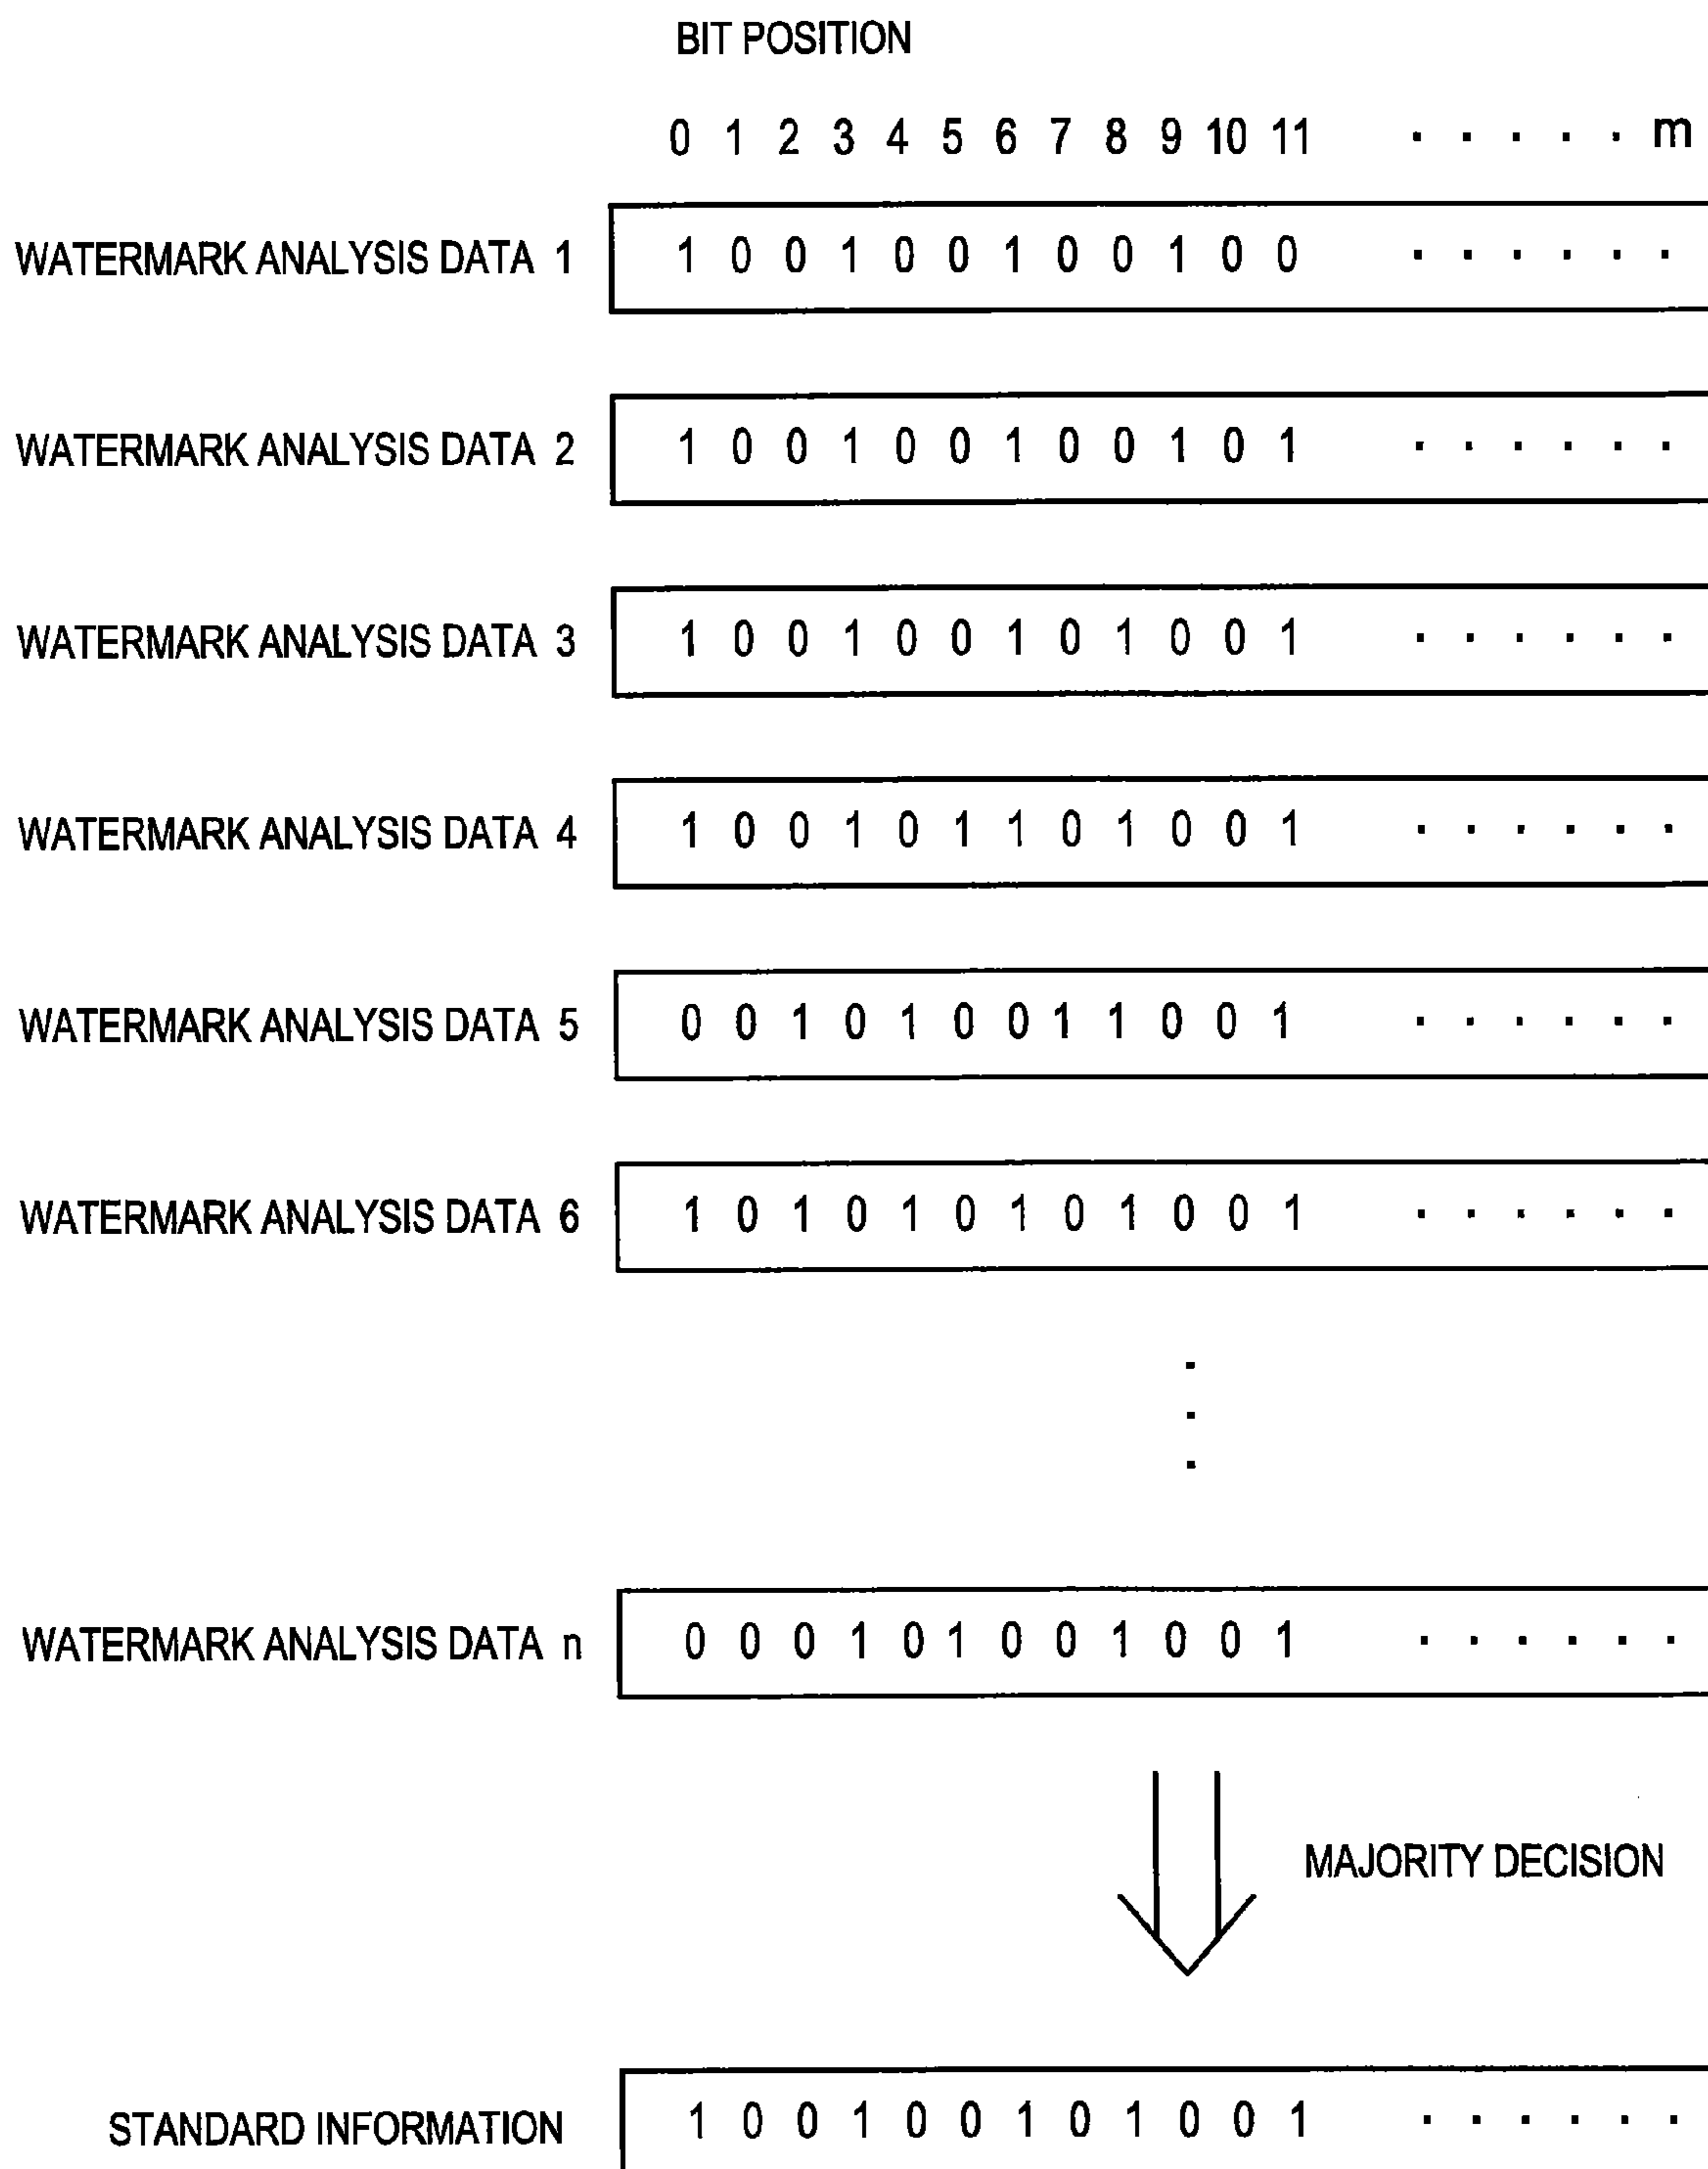 BIT POSITION
0 1 2 3 4 5 6 7 8 9 10 11 · · · · · m
WATERMARK ANALYSIS DATA 1 1 0 0 1 0 0 1 0 0 1 0 0 · · · · · ·
WATERMARK ANALYSIS DATA 2 1 0 0 1 0 0 1 0 0 1 0 1 · · · · · ·
WATERMARK ANALYSIS DATA 3 1 0 0 1 0 0 1 0 1 0 0 1 · · · · · ·
WATERMARK ANALYSIS DATA 4 1 0 0 1 0 1 1 0 1 0 0 1 · · · · · ·
WATERMARK ANALYSIS DATA 5 0 0 1 0 1 0 0 1 1 0 0 1 · · · · · ·
WATERMARK ANALYSIS DATA 6 1 0 1 0 1 0 1 0 1 0 0 1 · · · · · ·
·
·
·
WATERMARK ANALYSIS DATA n 0 0 0 1 0 1 0 0 1 0 0 1 · · · · · ·
MAJORITY DECISION
STANDARD INFORMATION 1 0 0 1 0 0 1 0 1 0 0 1 · · · · · ·